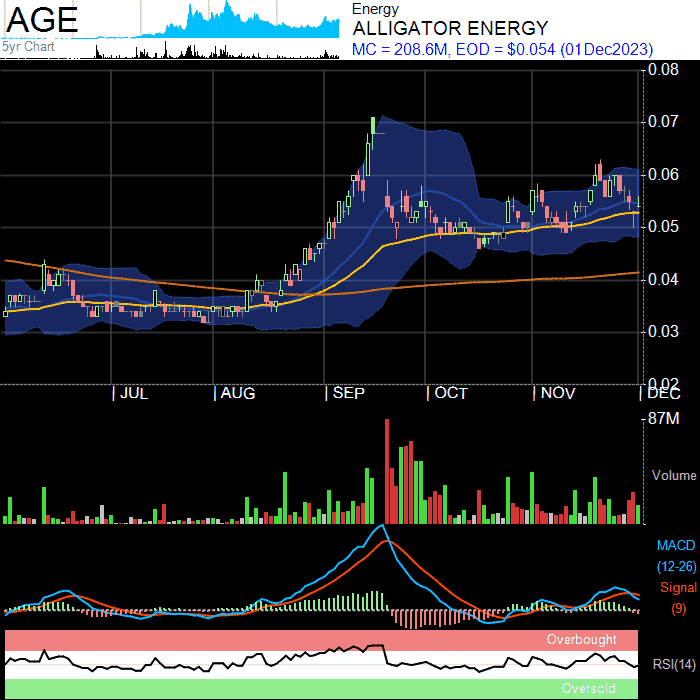 AGE
5yr Chart
Energy
ALLIGATOR ENERGY
MC = 208.6M, EOD = $0.054 (01Dec2023)
0.08
0.07
0.06
0.05
0.04
0.03
0.02
| JUL
| AUG
| SEP
| OCT
| NOV
| DEC
87M
Volume
MACD
(12-26)
Signal
(9)
Overbought
RSI(14)
Oversold